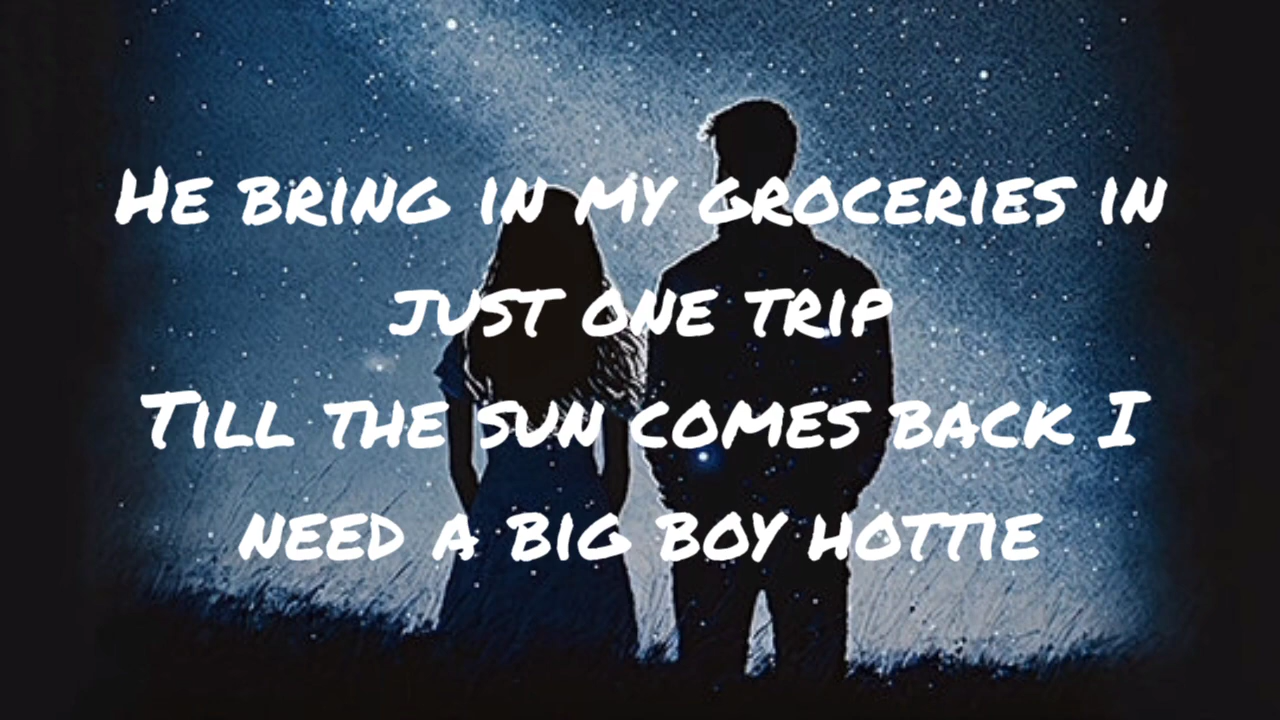 He bring in my groceries in
just one trip
Till the sun comes back I
need a big boy hottie